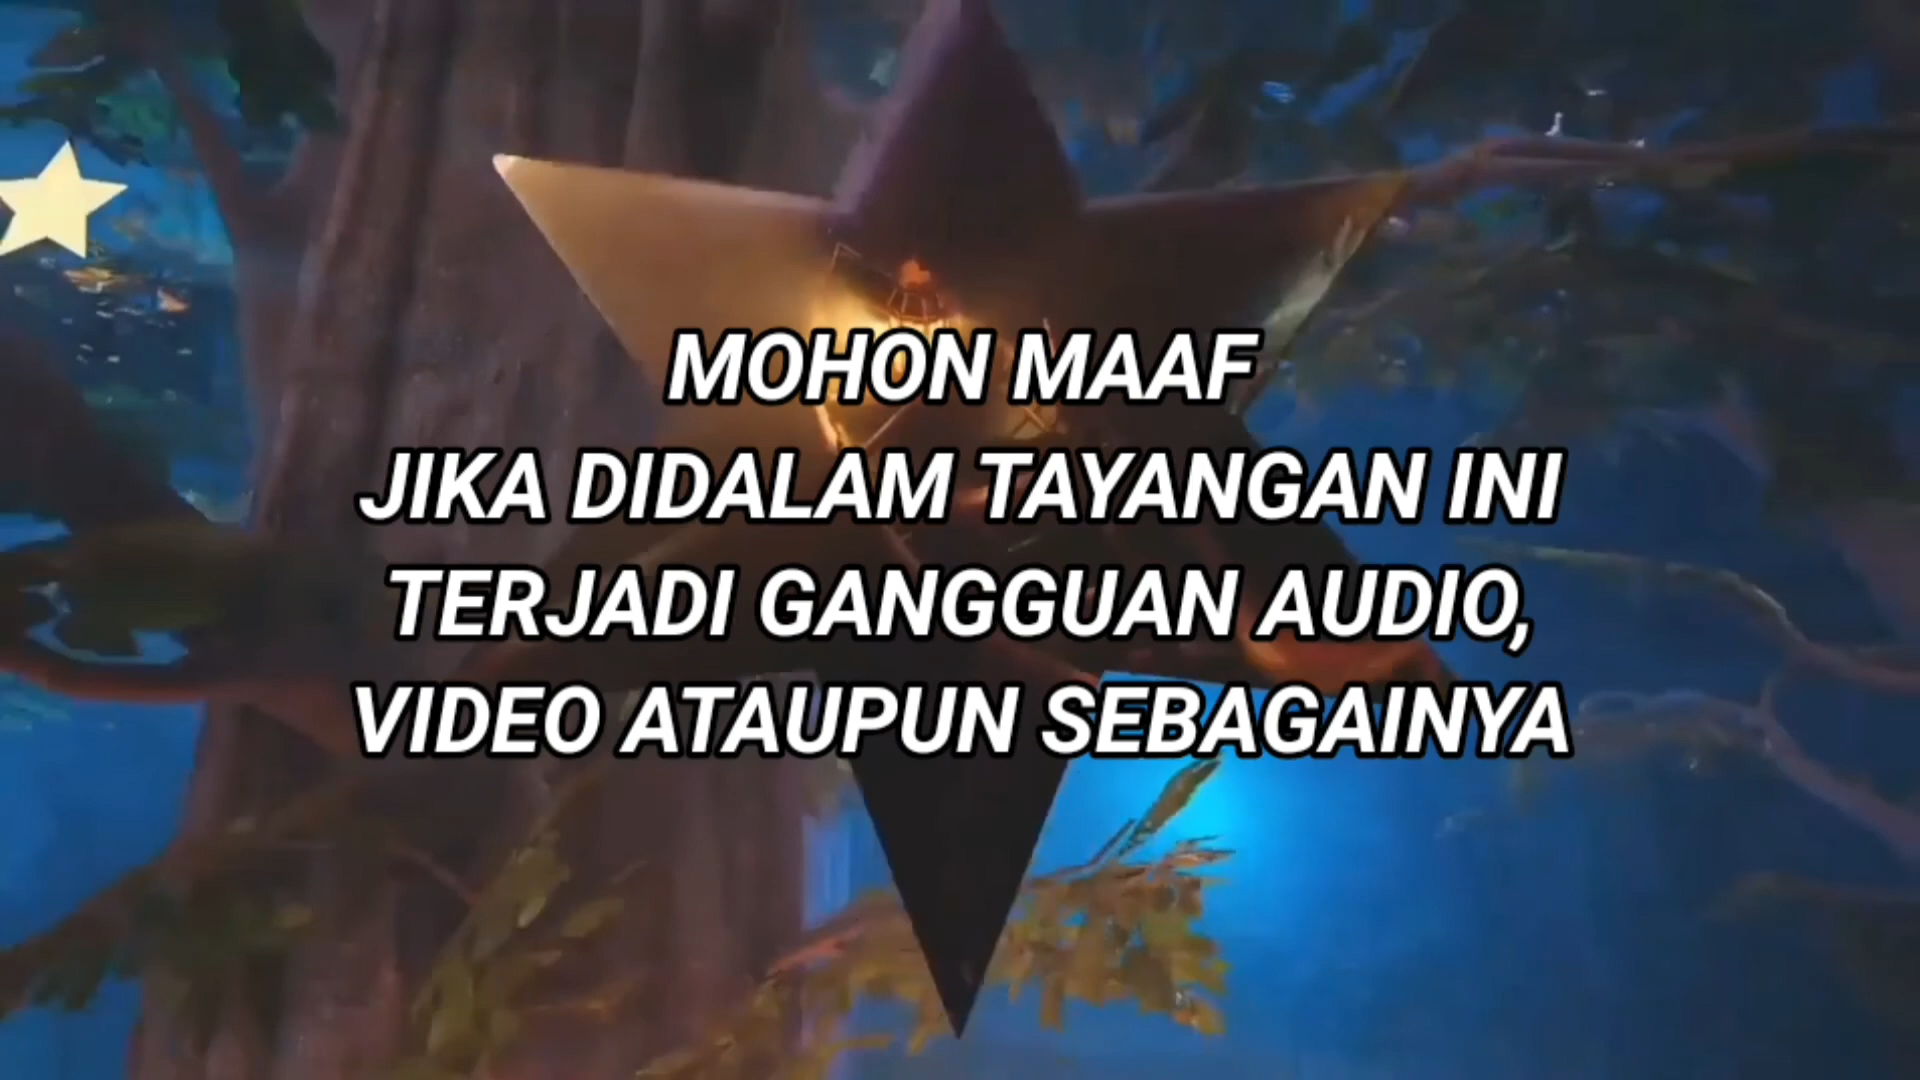 MOHON MAAF
JIKA DIDALAM TAYANGAN INI
TERJADI GANGGUAN AUDIO,
VIDEO ATAUPUN SEBAGAINYA